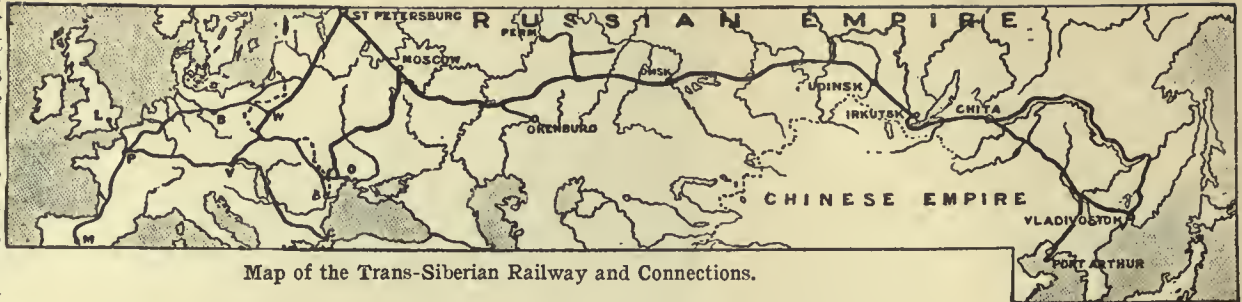 RUSSIAN EMPIRE
ST PETERSBURG
PERM
MOSCOW
OMSK
UDINSK
L
B
W
IRKUTSK
CHITA
ORENBURG
P
V
O
B
CHINESE EMPIRE
VLADIVOSTOK
M
PORT ARTHUR
Map of the Trans-Siberian Railway and Connections.